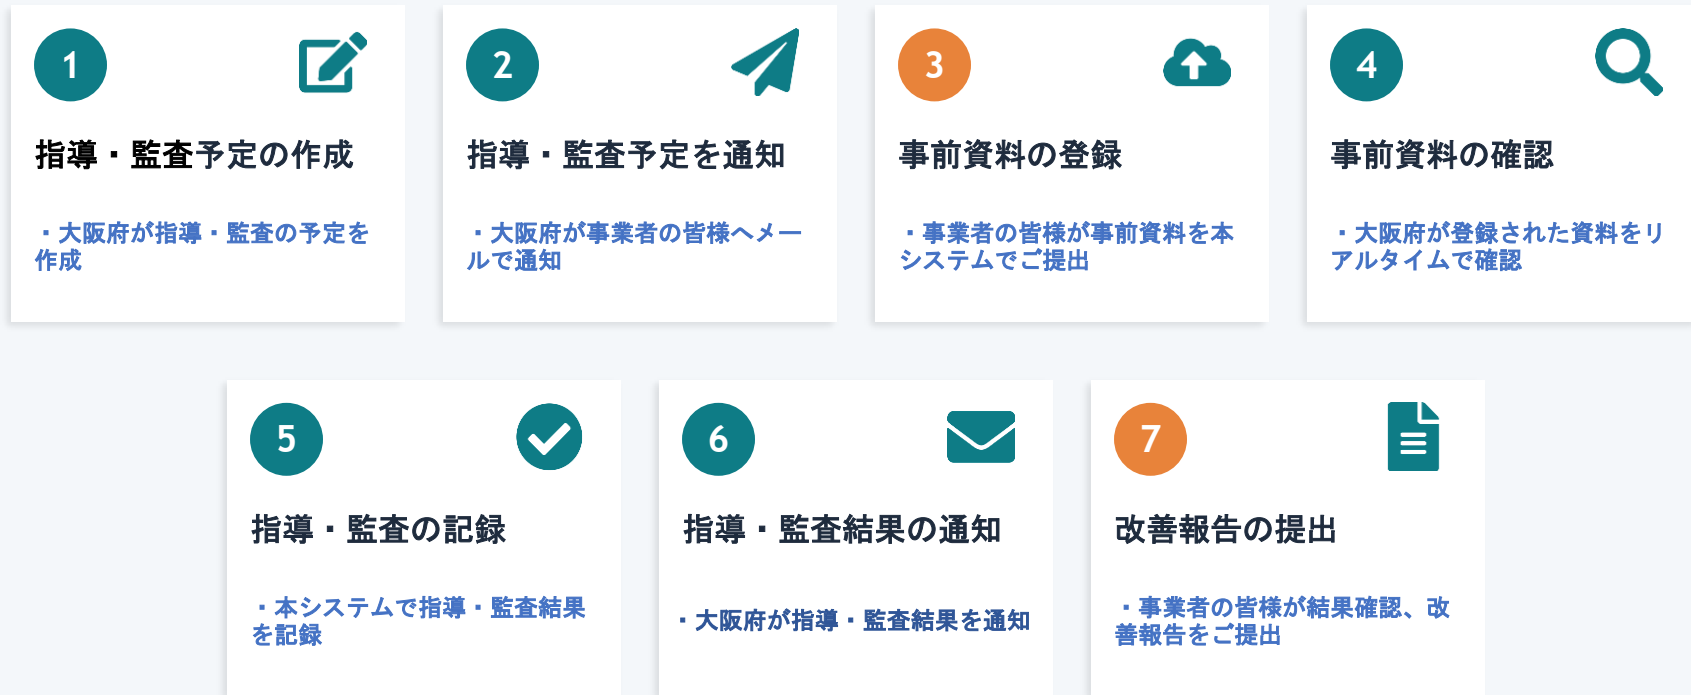 1
指導・監査予定の作成
・大阪府が指導・監査の予定を
作成
2
指導・監査予定を通知
・大阪府が事業者の皆様へメー
ルで通知
3
事前資料の登録
・事業者の皆様が事前資料を本
システムでご提出
4
事前資料の確認
・大阪府が登録された資料をリ
アルタイムで確認
5
指導・監査の記録
・本システムで指導・監査結果
を記録
6
指導・監査結果の通知
・大阪府が指導・監査結果を通知
7
改善報告の提出
・事業者の皆様が結果確認、改
善報告をご提出